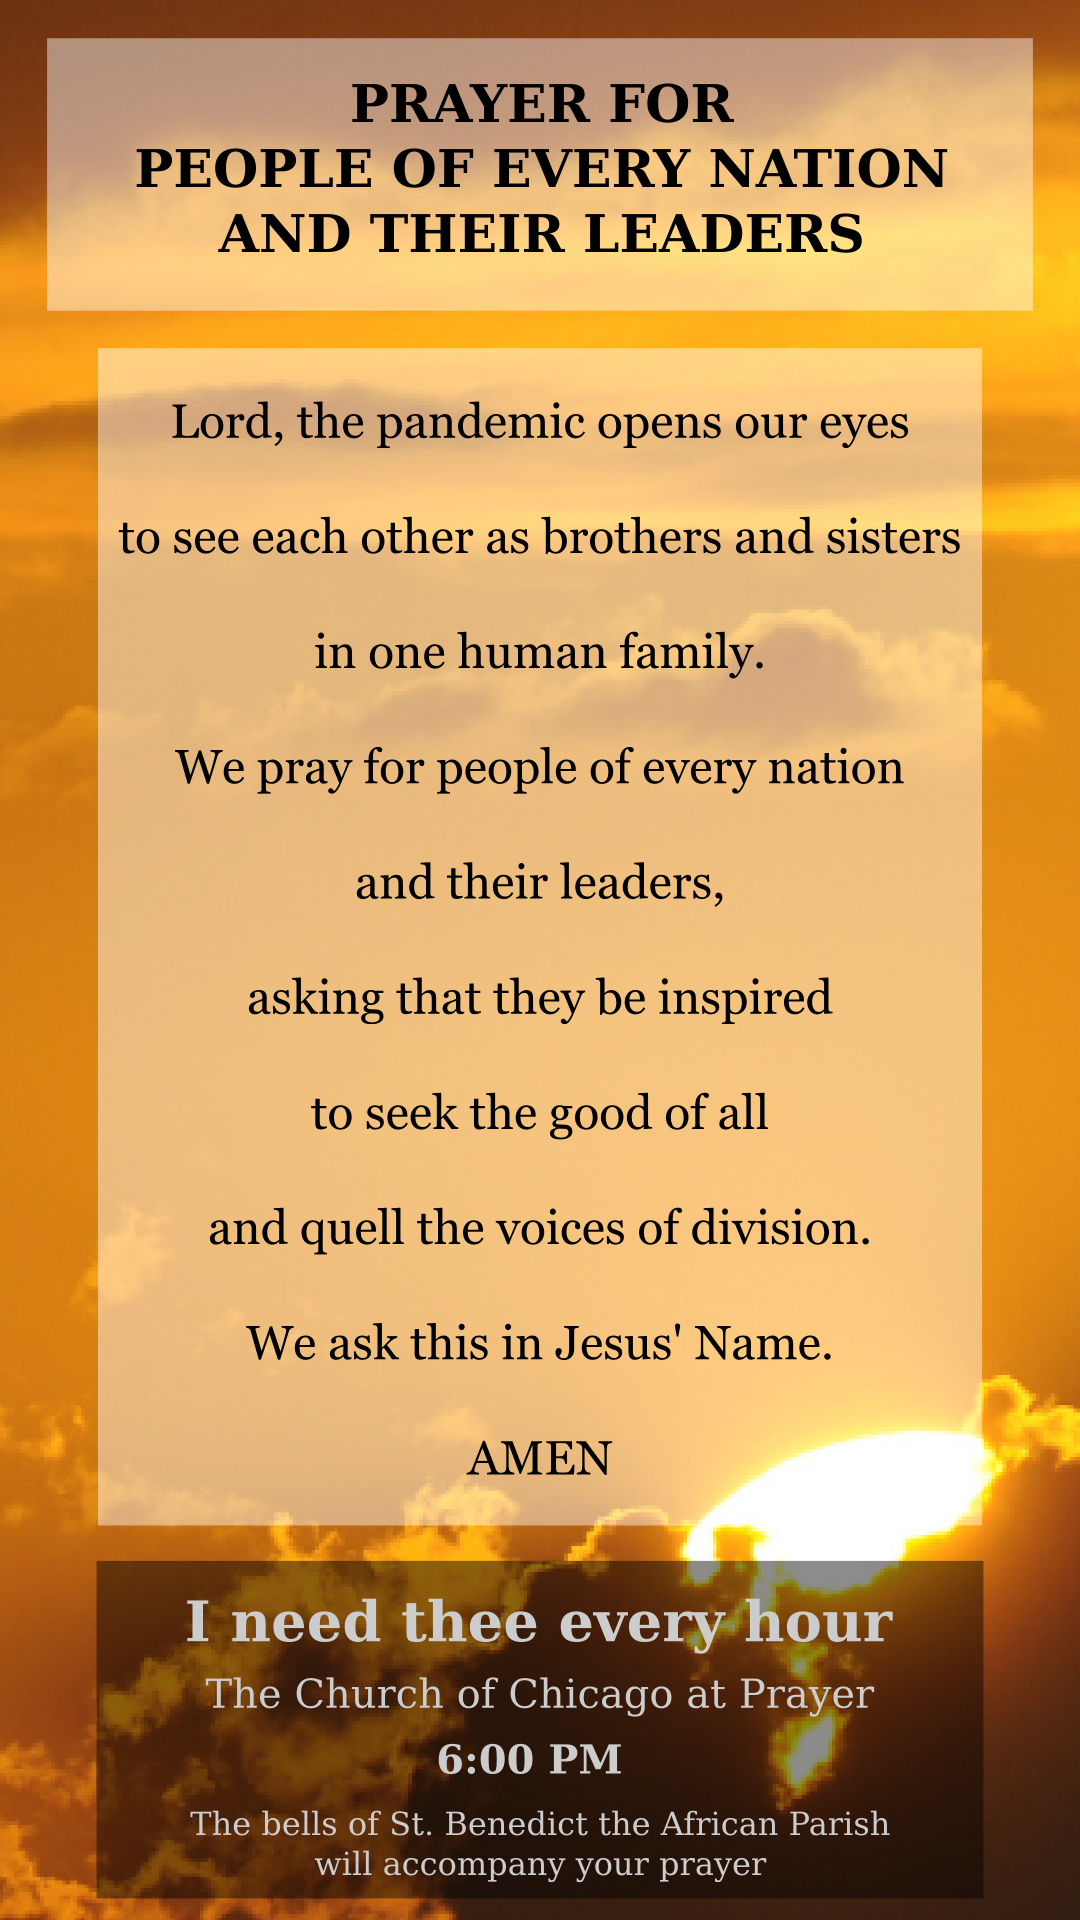 PRAYER FOR
PEOPLE OF EVERY NATION
AND THEIR LEADERS
Lord, the pandemic opens our eyes
to see each other as brothers and sisters
in one human family.
We pray for people of every nation
and their leaders,
asking that they be inspired
to seek the good of all
and quell the voices of division.
We ask this in Jesus' Name.
AMEN
I need thee every hour
The Church of Chicago at Prayer
6:00 PM
The bells of St. Benedict the African Parish
will accompany your prayer